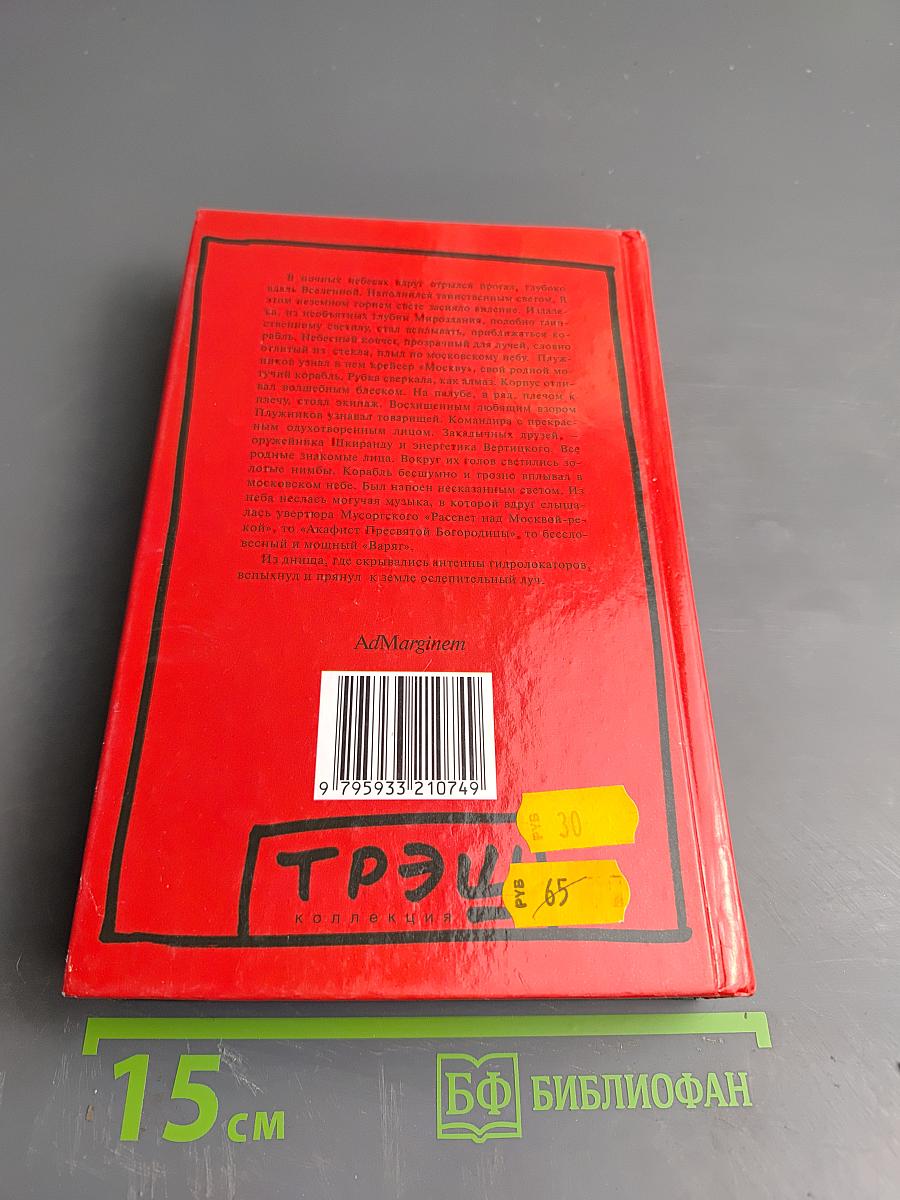 В ночных небесах вдруг отрылся прогал, глубоко
вдаль Вселенной. Наполнился таинственным светом. В
этом неземном горнем свете засияло видение. Издале-
ка, из необъятных глубин Мироздания, подобно таин-
ственному светилу, стал всплывать, приближаться ко-
рабль. Небесный ковчег, прозрачный для лучей, словно
отлитый из стекла, плыл по московскому небу. Плуж-
ников узнал в нем крейсер «Москву», свой родной мо-
гучий корабль. Рубка сверкала, как алмаз. Корпус отли-
вал волшебным блеском. На палубе, в ряд, плечом к
плечу, стоял экипаж. Восхищенным любящим взором
Плужников узнавал товарищей. Командира с прекрас-
ным одухотворенным лицом. Закадычных друзей, –
оружейника Шкиранду и энергетика Вертицкого. Все
родные знакомые лица. Вокруг их голов светились зо-
лотые нимбы. Корабль бесшумно и грозно вплывал в
московском небе. Был напоен несказанным светом. Из
неба неслась могучая музыка, в которой вдруг слыша-
лась увертюра Мусоргского «Рассвет над Москвой-ре-
кой», то «Акафист Пресвятой Богородицы», то бессло-
весный и мощный «Варяг».
Из днища, где скрывались антенны гидролокаторов,
вспыхнул и прянул к земле ослепительный луч.
AdMarginem
9 795933 210749
РУБ 30
ТРЭШ
РУБ 65
коллекция
15 см
БФ БИБЛИОФАН